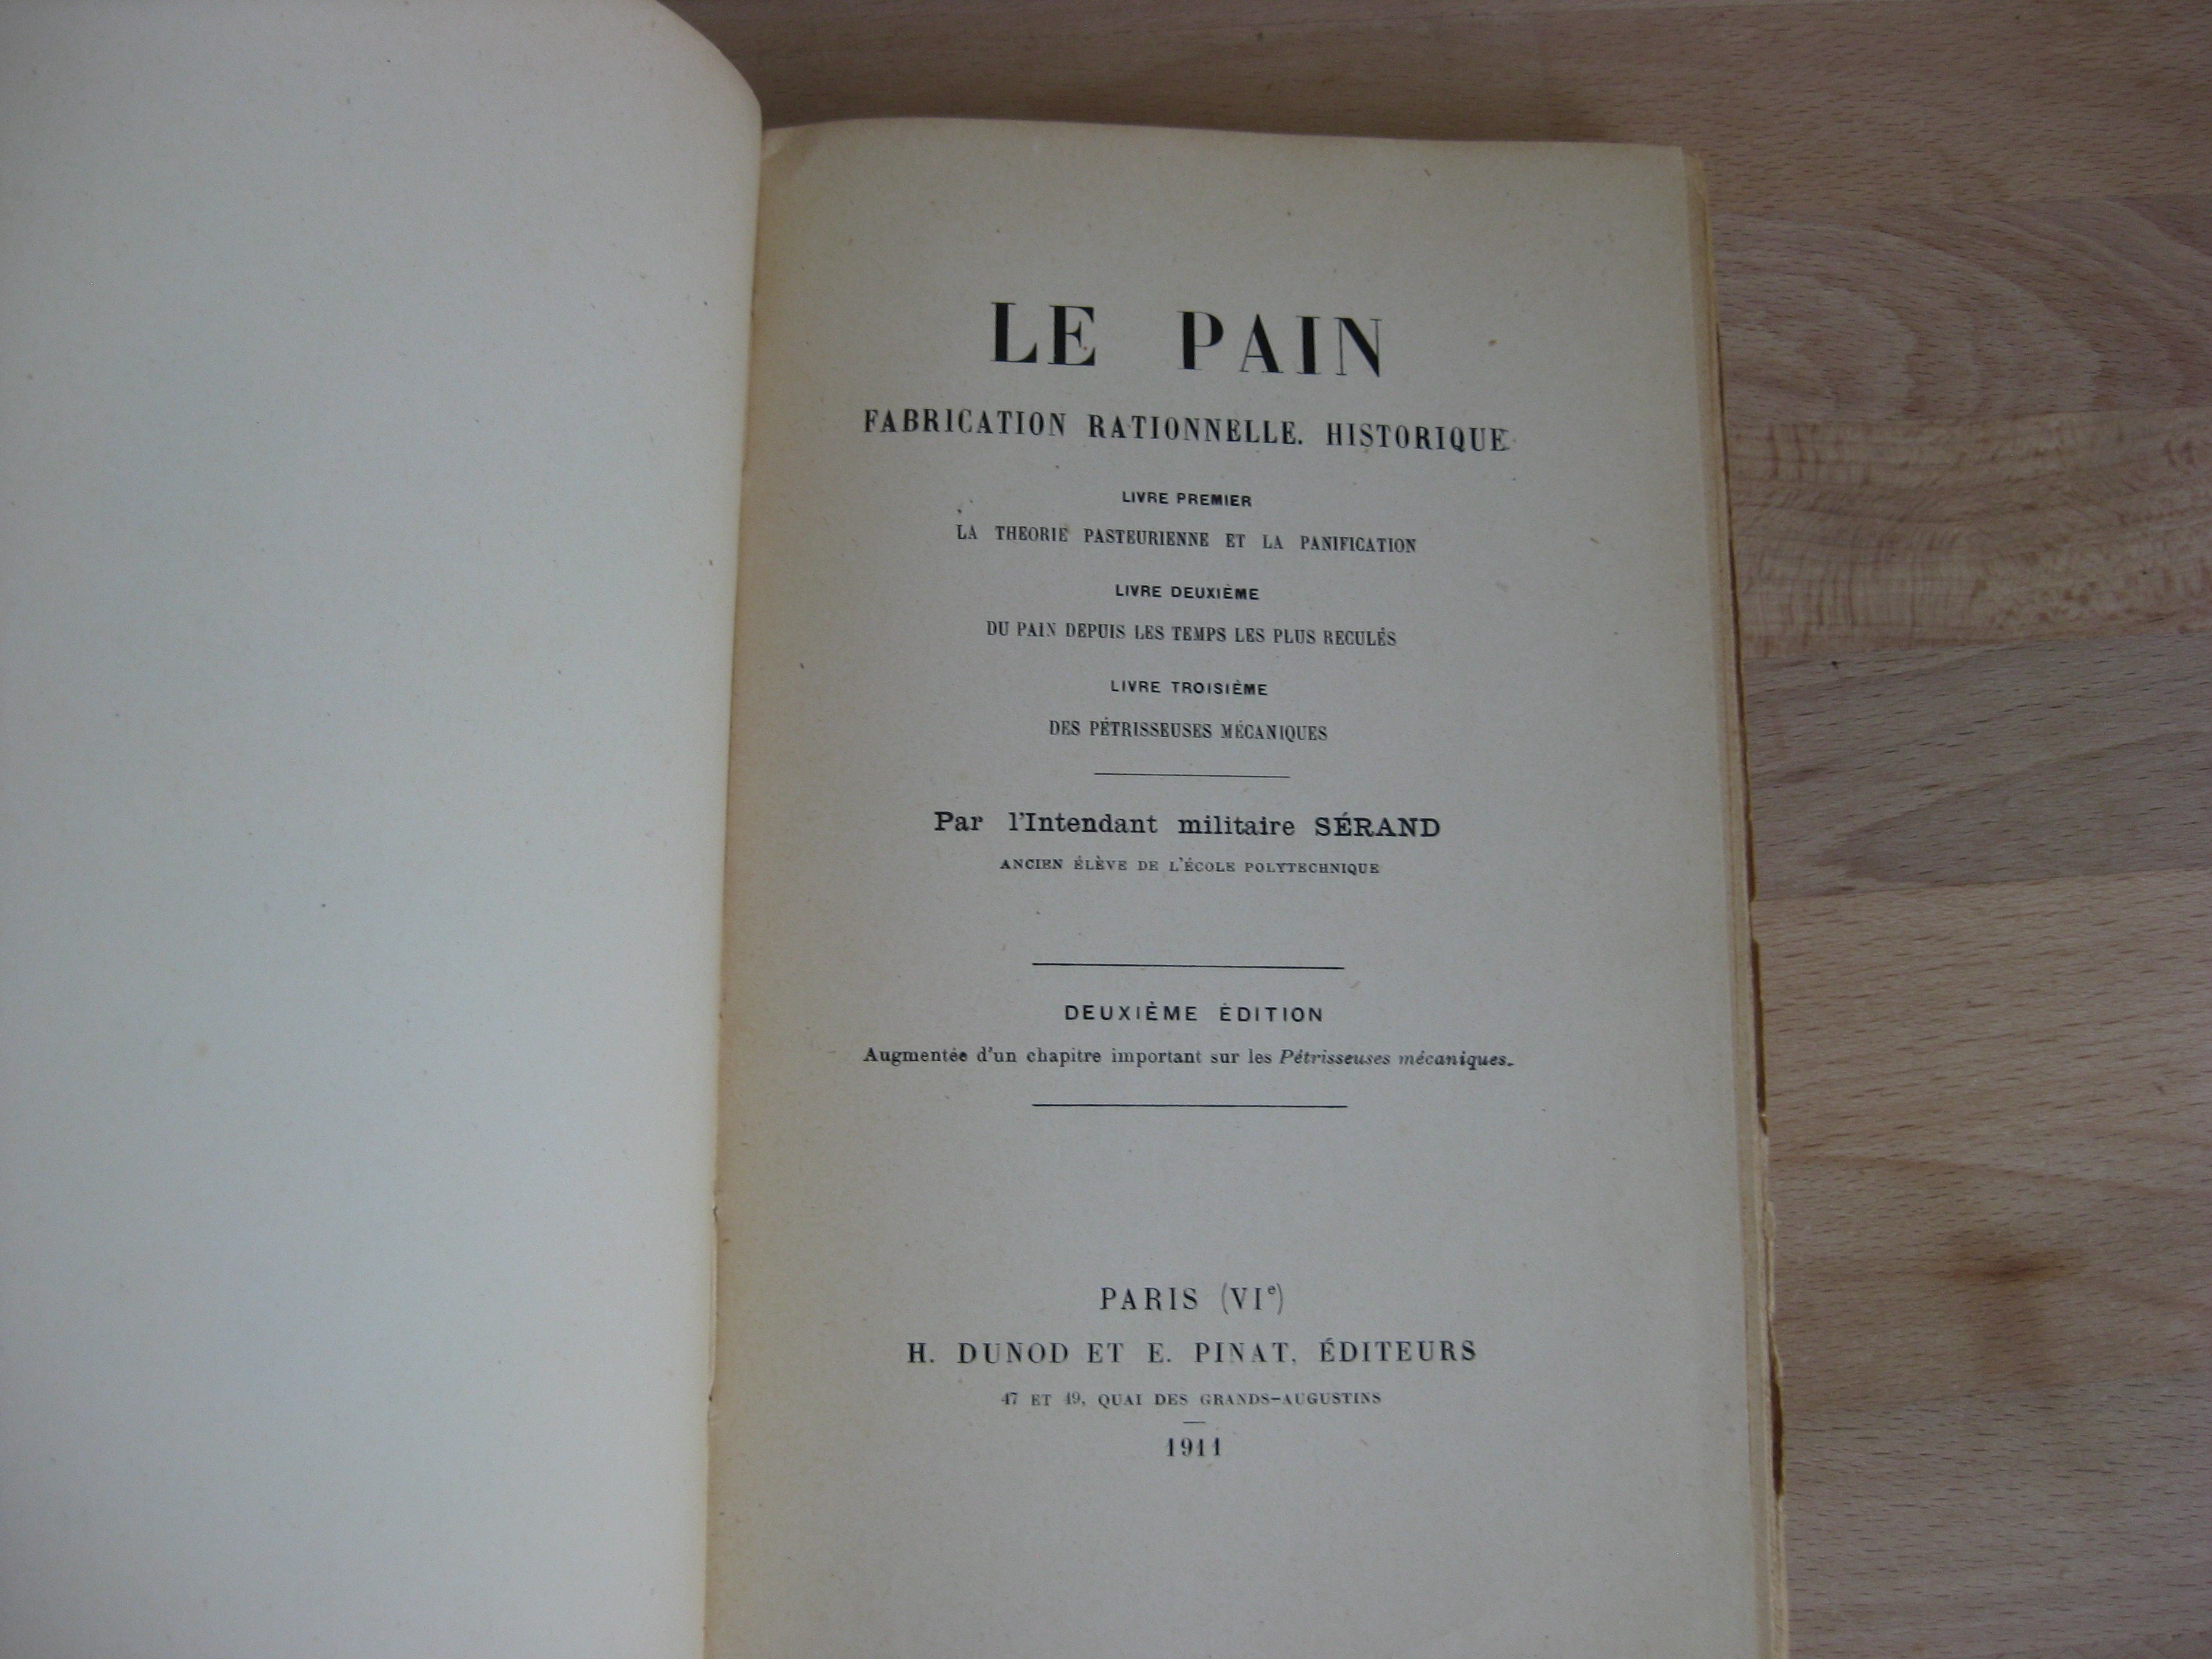 LE PAIN
FABRICATION RATIONNELLE. HISTORIQUE
LIVRE PREMIER
LA THEORIE PASTEURIENNE ET LA PANIFICATION
LIVRE DEUXIÈME
DU PAIN DEPUIS LES TEMPS LES PLUS RECULÉS
LIVRE TROISIÈME
DES PÉTRISSEUSES MÉCANIQUES
Par l'Intendant militaire SÉRAND
ANCIEN ÉLÈVE DE L'ÉCOLE POLYTECHNIQUE
DEUXIÈME ÉDITION
Augmentée d'un chapitre important sur les Pétrisseuses mécaniques.
PARIS (VIe)
H. DUNOD ET E. PINAT, ÉDITEURS
47 ET 49, QUAI DES GRANDS-AUGUSTINS
1911